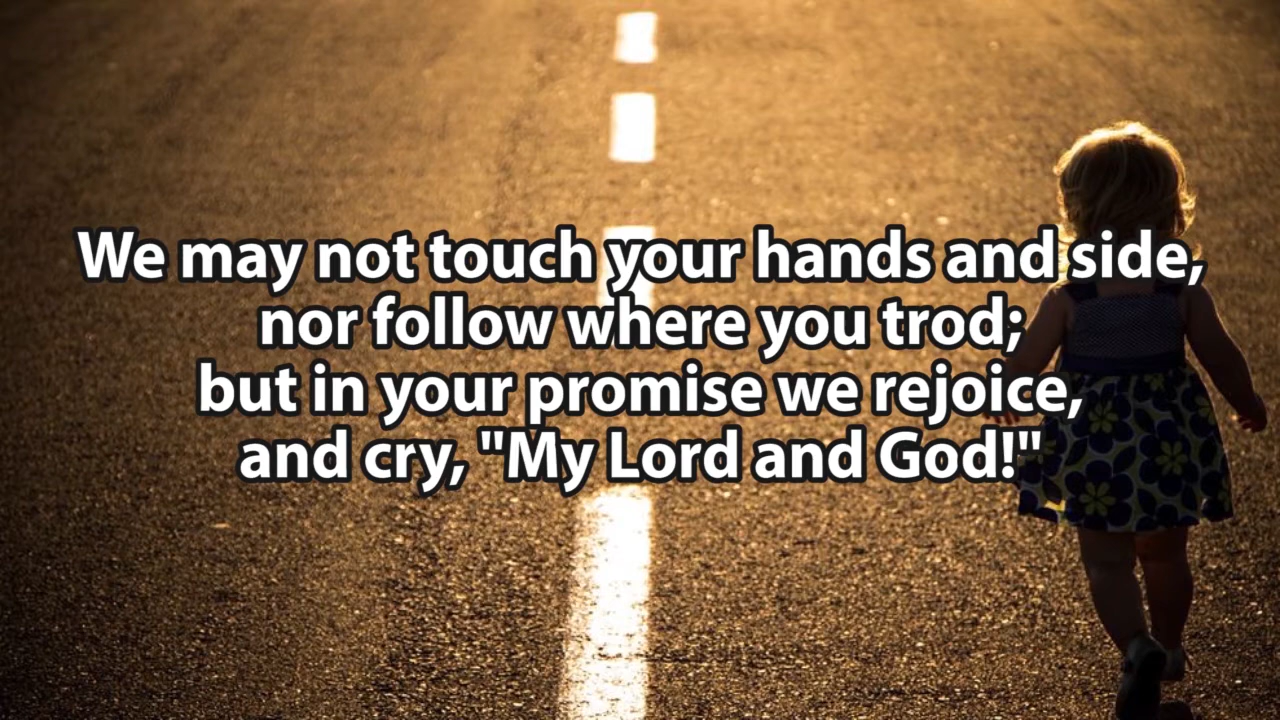 We may not touch your hands and side,
nor follow where you trod;
but in your promise we rejoice,
and cry, "My Lord and God!"